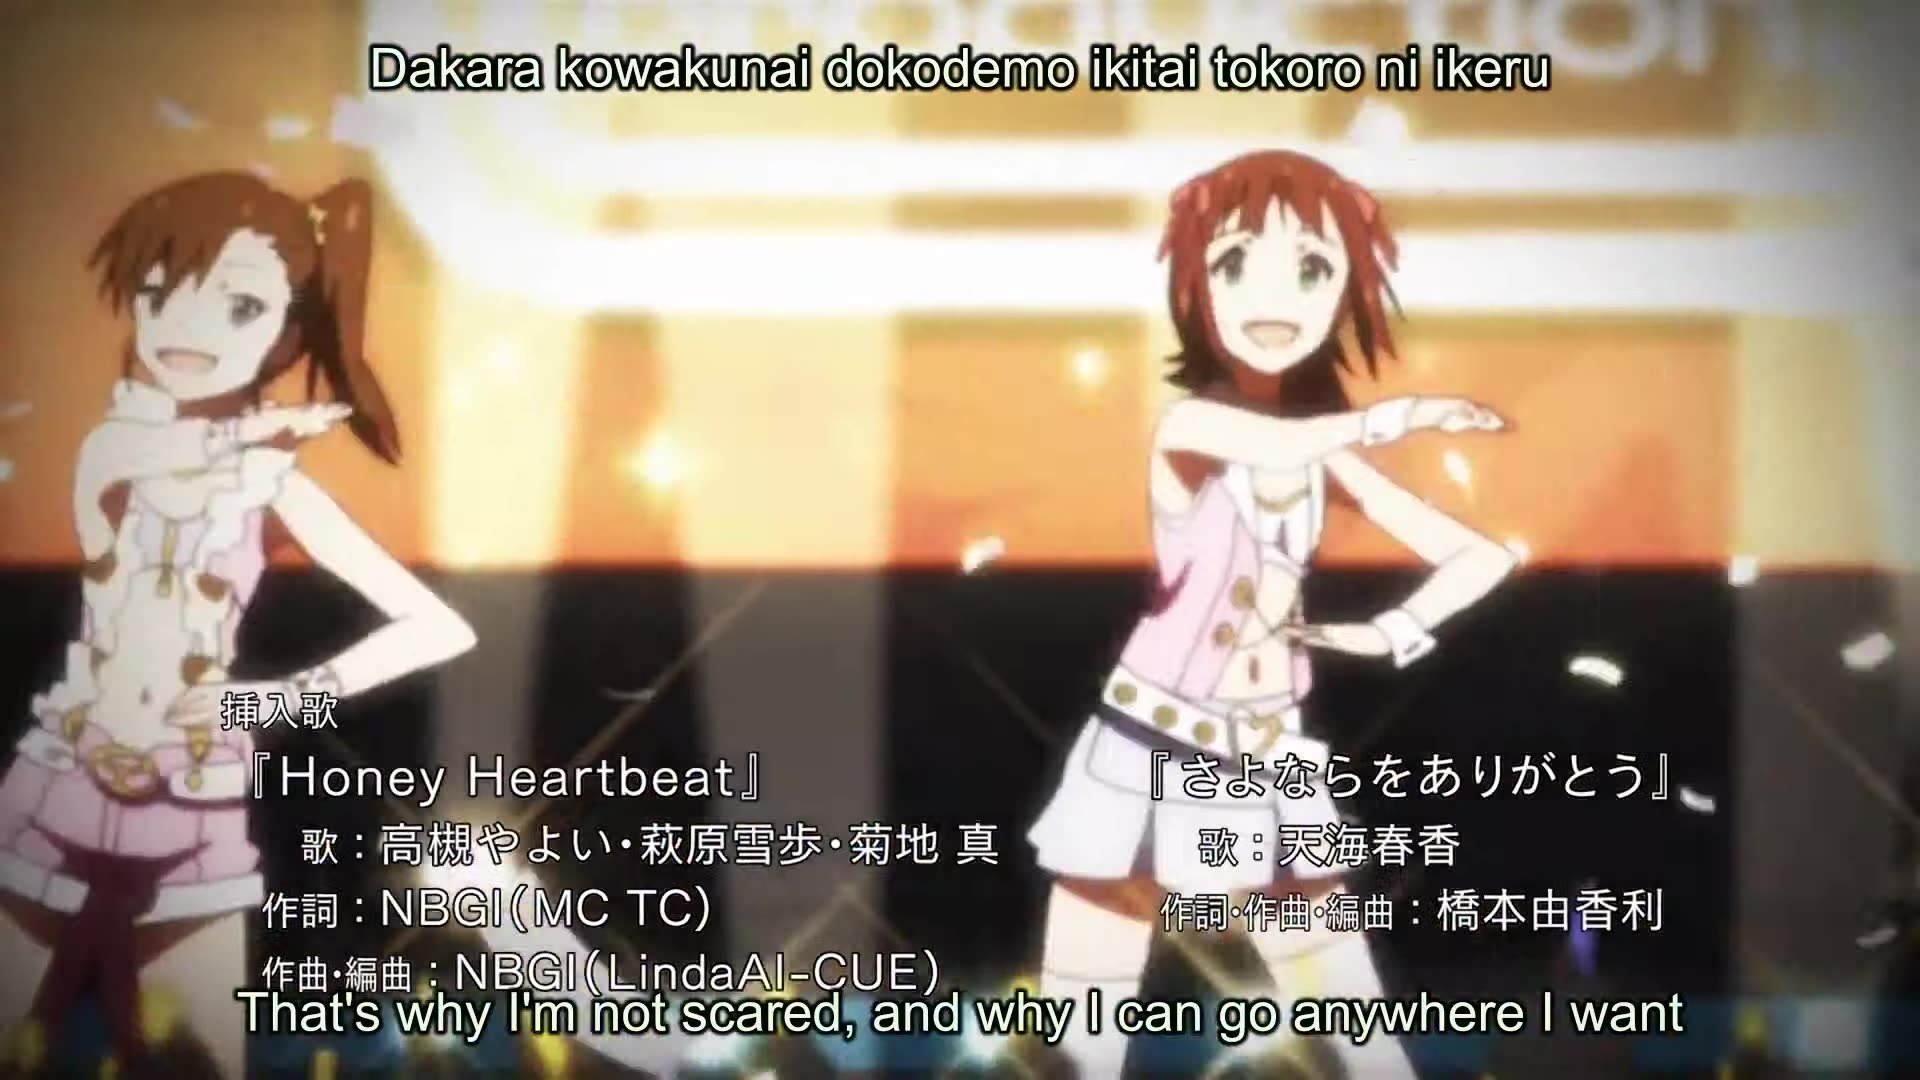 Production
Dakara kowakunai dokodemo ikitai tokoro ni ikeru
挿入歌
『Honey Heartbeat』
歌：高槻やよい・萩原雪歩・菊地 真
作詞：NBGI(MC TC)
作曲・編曲：NBGI(LindaAI-CUE)
『さよならをありがとう』
歌：天海春香
作詞・作曲・編曲：橋本由香利
That's why I'm not scared, and why I can go anywhere I want